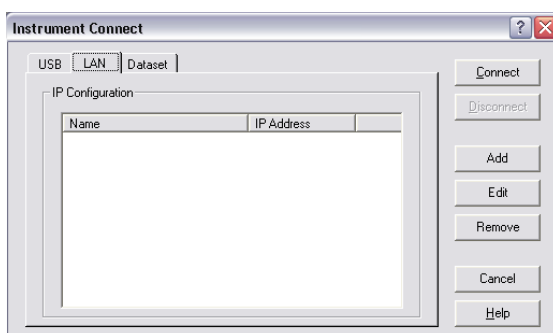 Instrument Connect
USB LAN Dataset
IP Configuration
Name IP Address
Connect
Disconnect
Add
Edit
Remove
Cancel
Help